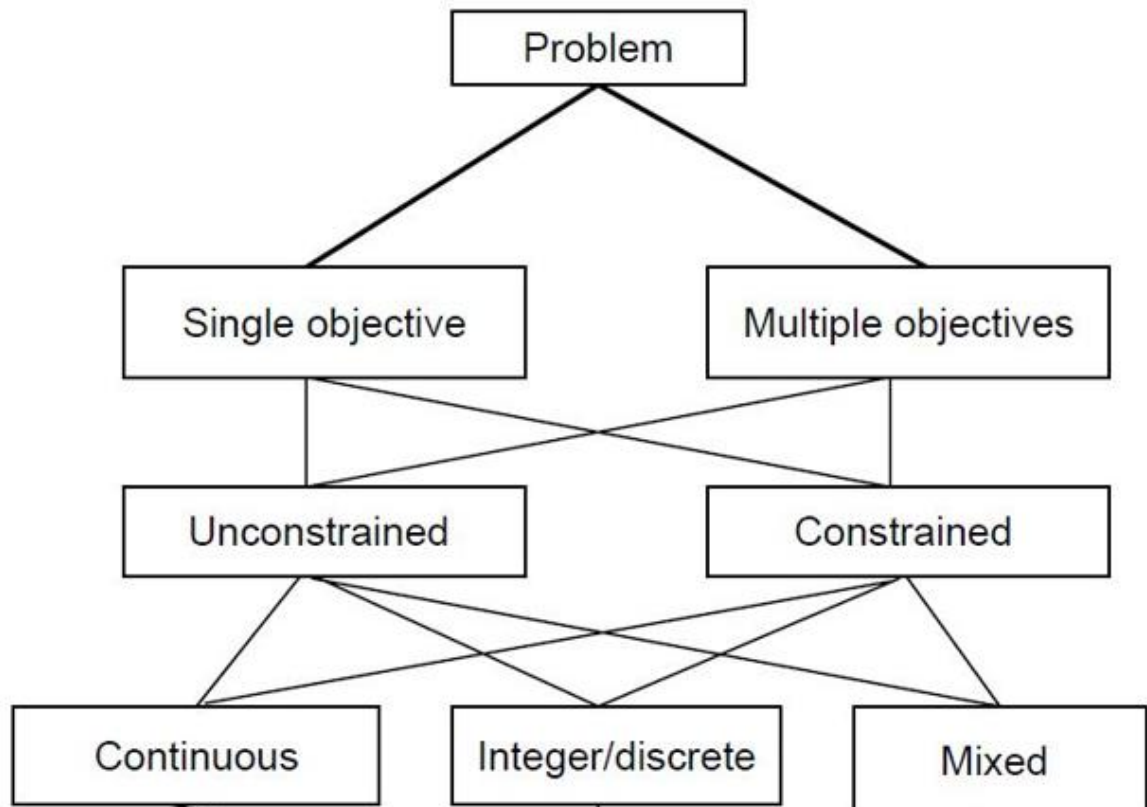 Problem
Single objective
Multiple objectives
Unconstrained
Constrained
Continuous
Integer/discrete
Mixed